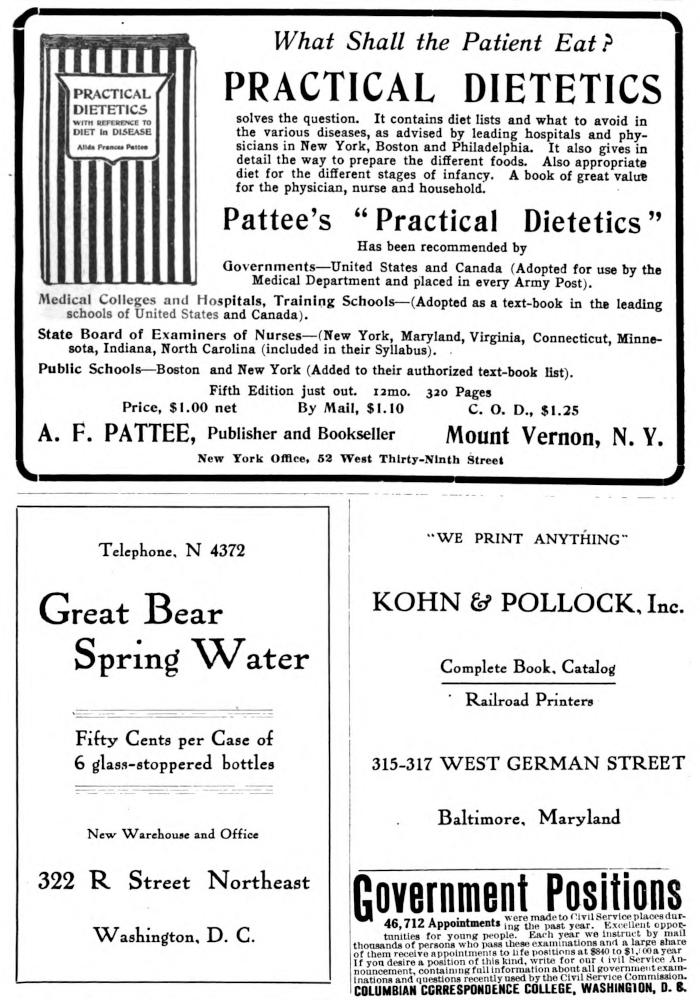 What Shall the Patient Eat?
PRACTICAL
DIETETICS
WITH REFERENCE TO
DIET in DISEASE
Alida Frances Pattee
PRACTICAL DIETETICS
solves the question. It contains diet lists and what to avoid in
the various diseases, as advised by leading hospitals and phy-
sicians in New York, Boston and Philadelphia. It also gives in
detail the way to prepare the different foods. Also appropriate
diet for the different stages of infancy. A book of great value
for the physician, nurse and household.
Pattee's "Practical Dietetics"
Has been recommended by
Governments—United States and Canada (Adopted for use by the
Medical Department and placed in every Army Post).
Medical Colleges and Hospitals, Training Schools—(Adopted as a text-book in the leading
schools of United States and Canada).
State Board of Examiners of Nurses—(New York, Maryland, Virginia, Connecticut, Minne-
sota, Indiana, North Carolina (included in their Syllabus).
Public Schools—Boston and New York (Added to their authorized text-book list).
Fifth Edition just out. 12mo. 320 Pages
Price, $1.00 net By Mail, $1.10 C. O. D., $1.25
A. F. PATTEE, Publisher and Bookseller Mount Vernon, N. Y.
New York Office, 52 West Thirty-Ninth Street
Telephone, N 4372
Great Bear
Spring Water
Fifty Cents per Case of
6 glass-stoppered bottles
New Warehouse and Office
322 R Street Northeast
Washington, D. C.
"WE PRINT ANYTHING"
KOHN & POLLOCK, Inc.
Complete Book, Catalog
Railroad Printers
315-317 WEST GERMAN STREET
Baltimore, Maryland
Government Positions
46,712 Appointments were made to Civil Service places dur-
ing the past year. Excellent oppor-
tunities for young people. Each year we instruct by mail
thousands of persons who pass these examinations and a large share
of them receive appointments to life positions at $840 to a year
If you desire a position of this kind, write for our Civil Service An-
nouncement, containing full information about all government exam-
inations and questions recently used by the Civil Service Commission.
COLUMBIAN CORRESPONDENCE COLLEGE, WASHINGTON, D. C.